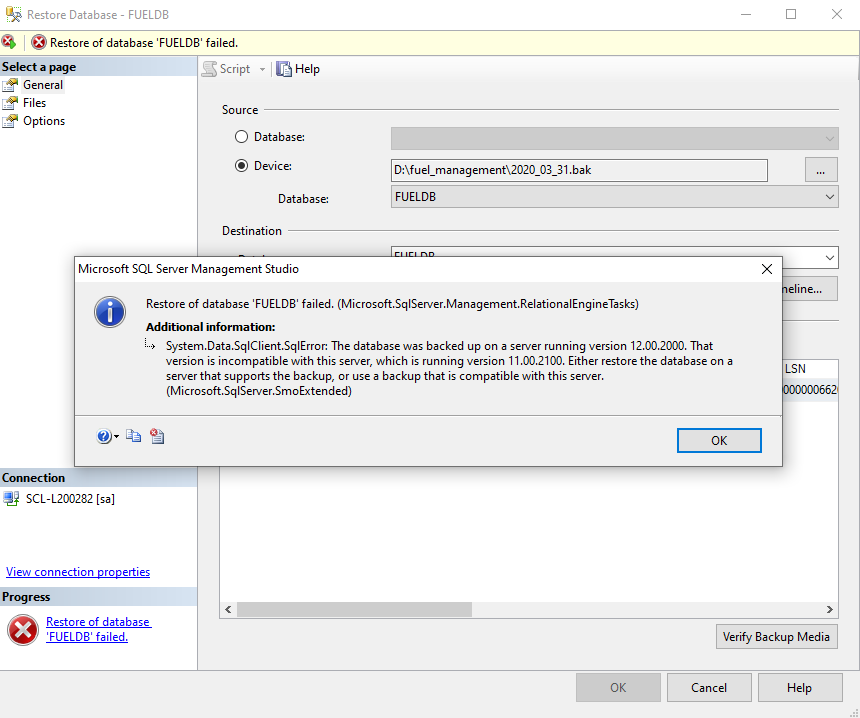 Restore Database - FUELDB
Restore of database 'FUELDB' failed.
Select a page
General
Files
Options
Script
Help
Source
Database:
Device:
D:\fuel_management\2020_03_31.bak
...
Database:
FUELDB
Destination
FUELDB
neline...
LSN
0000000662
Microsoft SQL Server Management Studio
Restore of database 'FUELDB' failed. (Microsoft.SqlServer.Management.RelationalEngineTasks)
Additional information:
System.Data.SqlClient.SqlError: The database was backed up on a server running version 12.00.2000. That
version is incompatible with this server, which is running version 11.00.2100. Either restore the database on a
server that supports the backup, or use a backup that is compatible with this server.
(Microsoft.SqlServer.SmoExtended)
OK
Connection
SCL-L200282 [sa]
View connection properties
Progress
Restore of database
'FUELDB' failed.
Verify Backup Media
OK
Cancel
Help